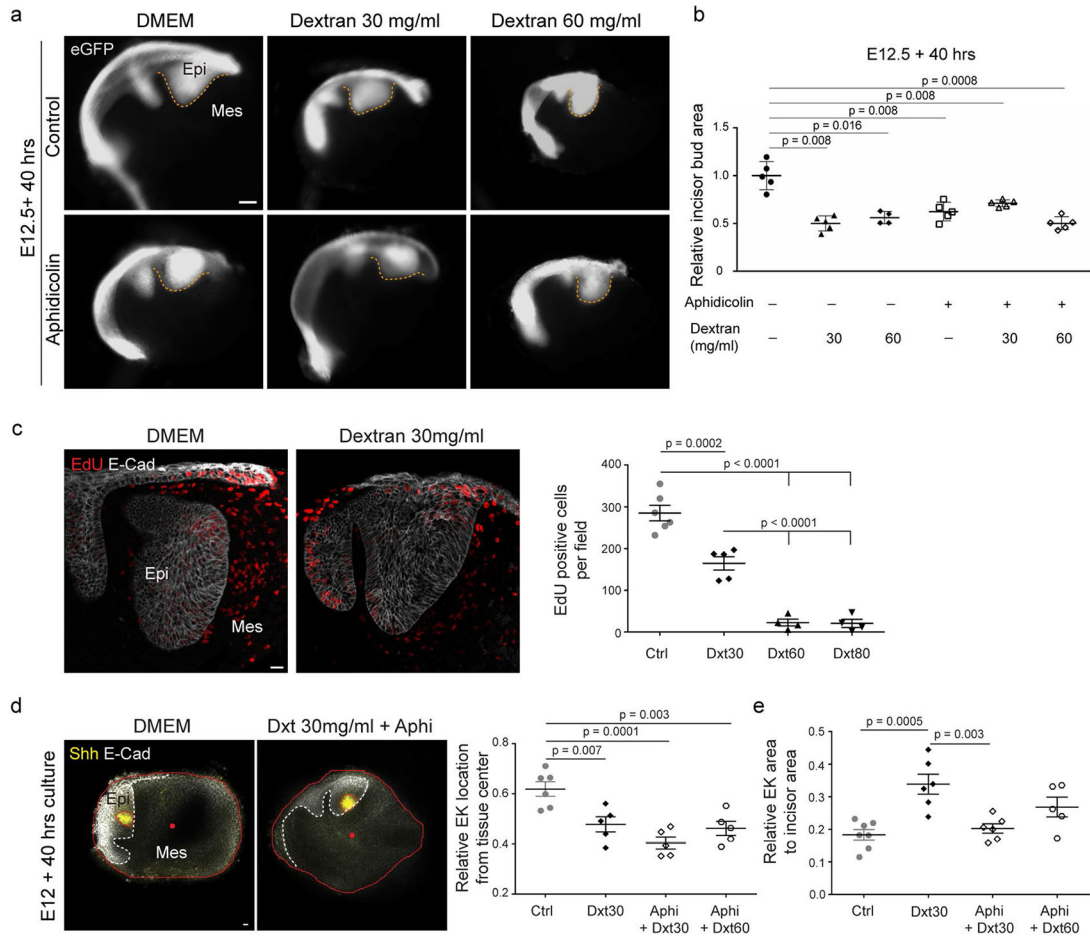 a
DMEM
Dextran 30 mg/ml
Dextran 60 mg/ml
E12.5+ 40 hrs
Control
Aphidicolin
eGFP
Epi
Mes
b
E12.5 + 40 hrs
p = 0.0008
p = 0.008
p = 0.008
p = 0.016
p = 0.008
Relative incisor bud area
1.5
1.0
0.5
0
Aphidicolin – – – + + +
Dextran (mg/ml) – 30 60 – 30 60
c
DMEM
Dextran 30mg/ml
EdU E-Cad
Epi
Mes
EdU positive cells
per field
400
300
200
100
0
p = 0.0002
p < 0.0001
p < 0.0001
Ctrl Dxt30 Dxt60 Dxt80
d
DMEM
Dxt 30mg/ml + Aphi
E12 + 40 hrs culture
Shh E-Cad
Epi
Mes
Relative EK location
from tissue center
0.8
0.6
0.4
0.2
p = 0.003
p = 0.0001
p = 0.007
Ctrl Dxt30 Aphi Aphi
+ Dxt30 + Dxt60
e
Relative EK area
to incisor area
0.5
0.4
0.3
0.2
0.1
0.0
p = 0.0005
p = 0.003
Ctrl Dxt30 Aphi Aphi
+ Dxt30 + Dxt60